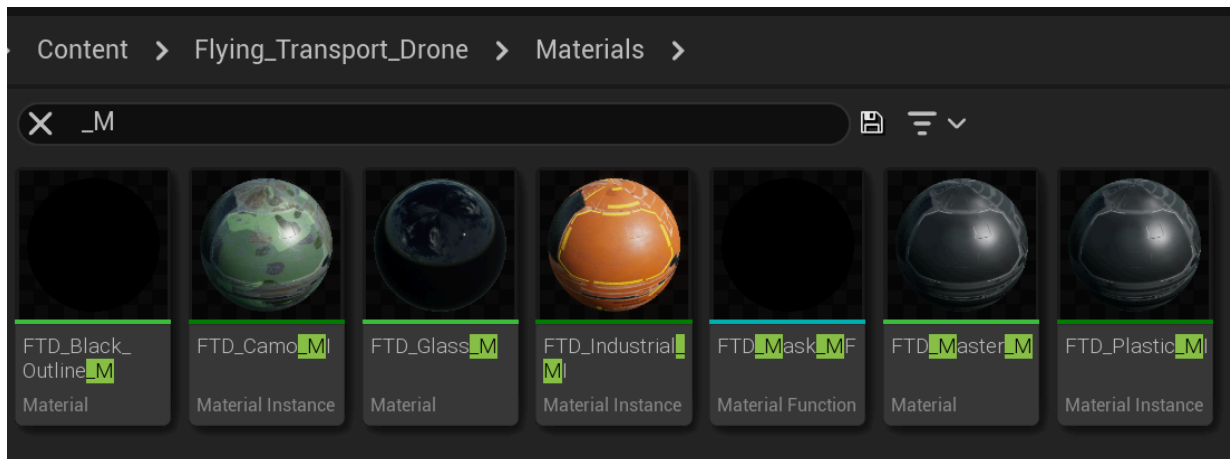 Content > Flying_Transport_Drone > Materials >
_M
FTD_Black_
Outline_M
Material
FTD_Camo_MI
Material Instance
FTD_Glass_M
Material
FTD_Industrial_
MI
Material Instance
FTD_Mask_MF
Material Function
FTD_Master_M
Material
FTD_Plastic_MI
Material Instance